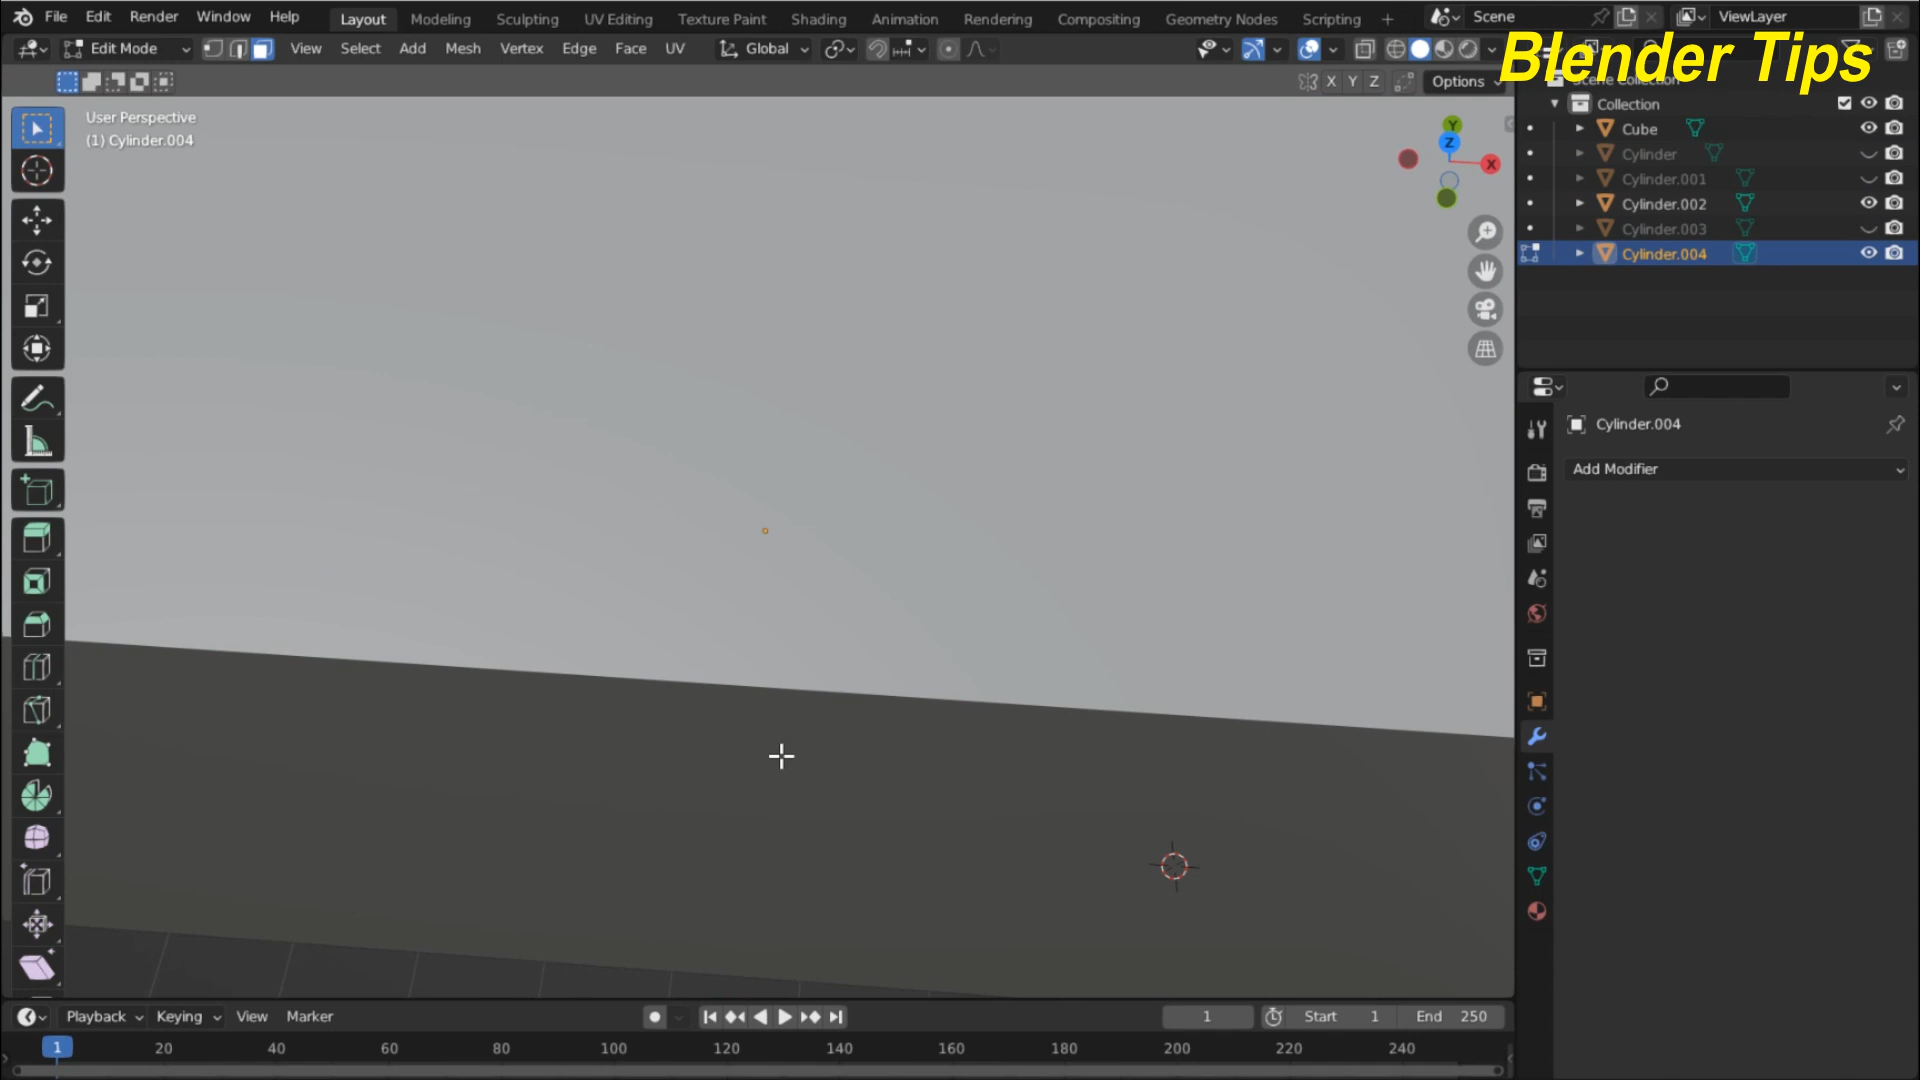 File Edit Render Window Help Layout Modeling Sculpting UV Editing Texture Paint Shading Animation Rendering Compositing Geometry Nodes Scripting + Scene ViewLayer
Edit Mode View Select Add Mesh Vertex Edge Face UV Global
Blender Tips
X Y Z Options
Scene Collection
User Perspective
(1) Cylinder.004
Y
Z
X
Collection
Cube
Cylinder
Cylinder.001
Cylinder.002
Cylinder.003
Cylinder.004
Cylinder.004
Add Modifier
Playback Keying View Marker 1 Start 1 End 250
1 20 40 60 80 100 120 140 160 180 200 220 240